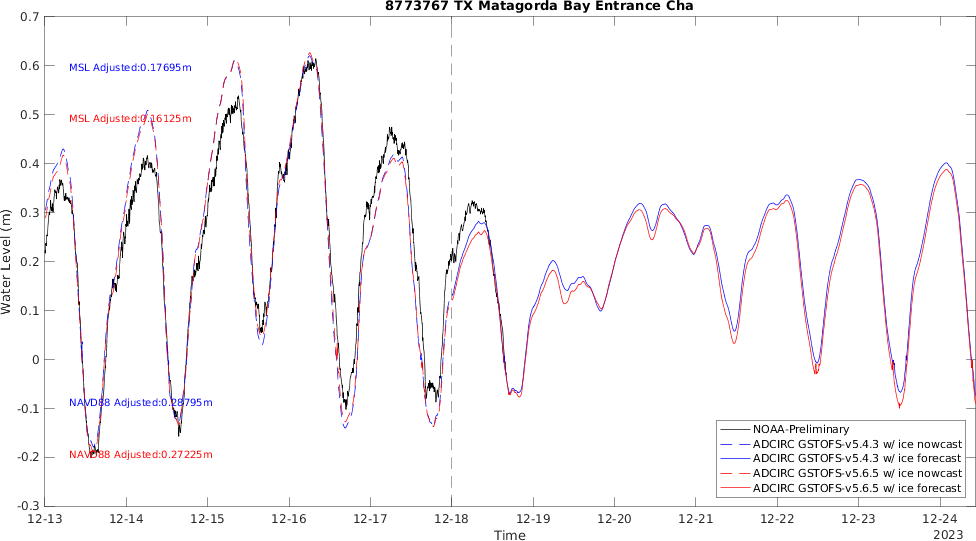 8773767 TX Matagorda Bay Entrance Cha
0.7
0.6
0.5
0.4
0.3
0.2
0.1
0
-0.1
-0.2
-0.3
Water Level (m)
MSL Adjusted:0.17695m
MSL Adjusted:0.16125m
NAVD88 Adjusted:0.28795m
NAVD88 Adjusted:0.27225m
NOAA-Preliminary
ADCIRC GSTOFS-v5.4.3 w/ ice nowcast
ADCIRC GSTOFS-v5.4.3 w/ ice forecast
ADCIRC GSTOFS-v5.6.5 w/ ice nowcast
ADCIRC GSTOFS-v5.6.5 w/ ice forecast
12-13 12-14 12-15 12-16 12-17 12-18 12-19 12-20 12-21 12-22 12-23 12-24
Time
2023